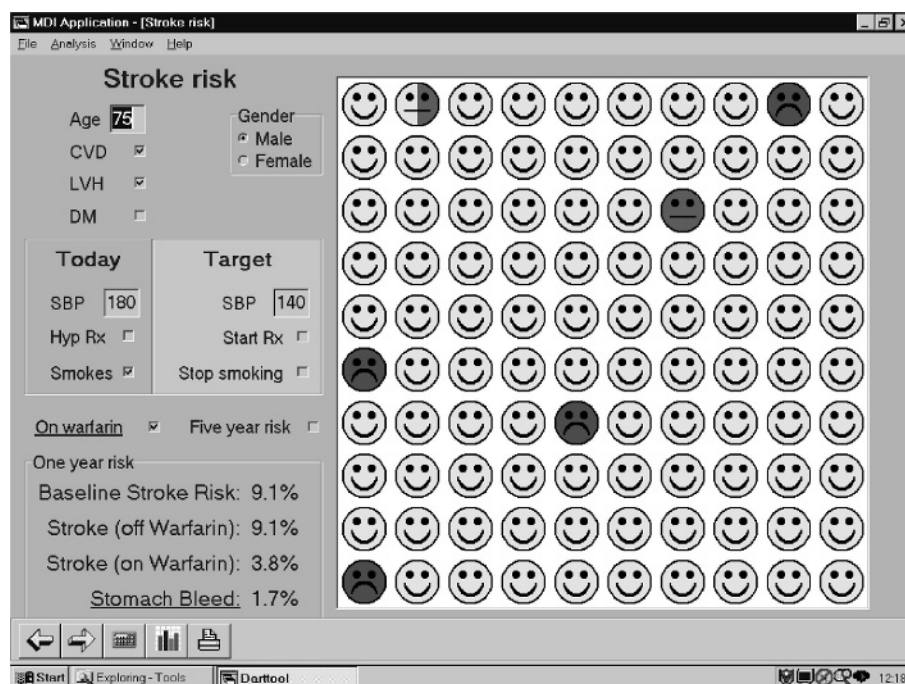 MDI Application - [Stroke risk]
File Analysis Window Help
Stroke risk
Age 75
CVD
LVH
DM
Gender
Male
Female
Today
SBP 180
Hyp Rx
Smokes
Target
SBP 140
Start Rx
Stop smoking
On warfarin Five year risk
One year risk
Baseline Stroke Risk: 9.1%
Stroke (off Warfarin): 9.1%
Stroke (on Warfarin): 3.8%
Stomach Bleed: 1.7%
Start Exploring - Tools Darttool 12:18